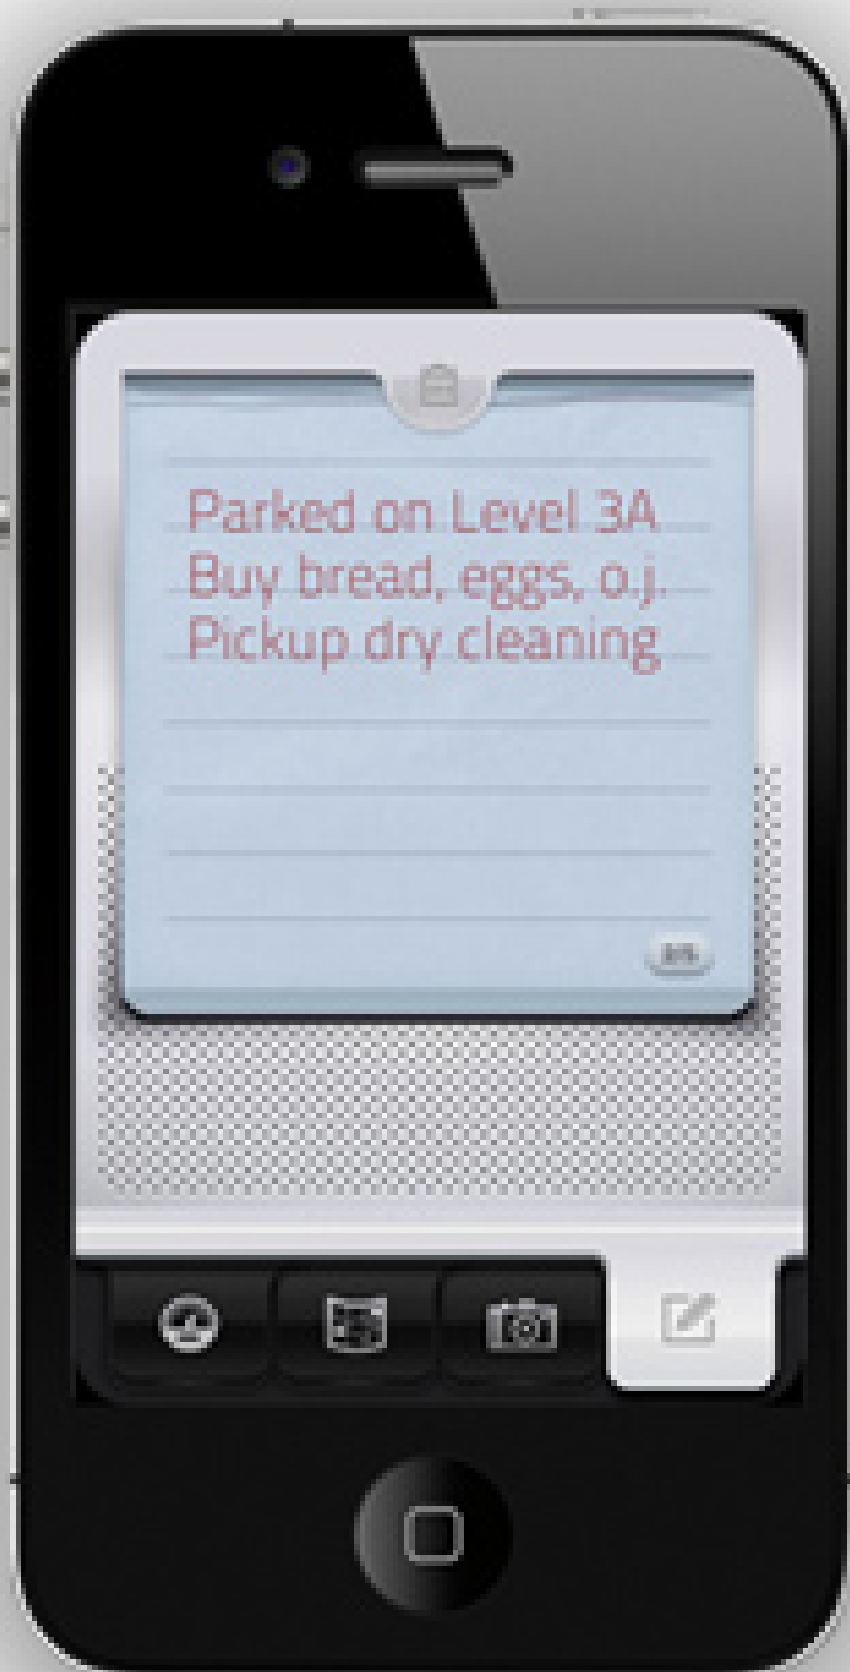 Parked on Level 3A
Buy bread, eggs, o.j.
Pickup dry cleaning